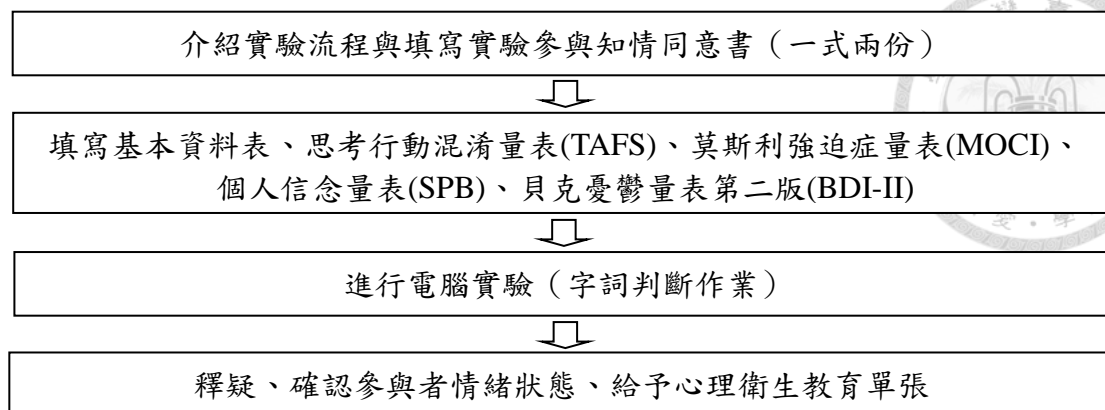 介紹實驗流程與填寫實驗參與知情同意書（一式兩份）
填寫基本資料表、思考行動混淆量表(TAFS)、莫斯利強迫症量表(MOCI)、
個人信念量表(SPB)、貝克憂鬱量表第二版(BDI-II)
進行電腦實驗（字詞判斷作業）
釋疑、確認參與者情緒狀態、給予心理衛生教育單張